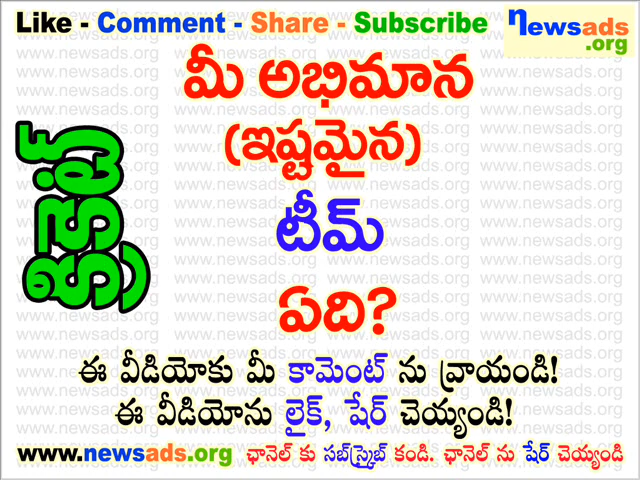 Like - Comment - Share - Subscribe
newsads
.org
మీ అభిమాన
(ఇష్టమైన)
టీమ్
ఏది?
క్రికెట్
ఈ వీడియోకు మీ కామెంట్ ను వ్రాయండి!
ఈ వీడియోను లైక్, షేర్ చెయ్యండి!
www.newsads.org ఛానెల్ కు సబ్‌స్క్రైబ్ కండి. ఛానెల్ ను షేర్ చెయ్యండి